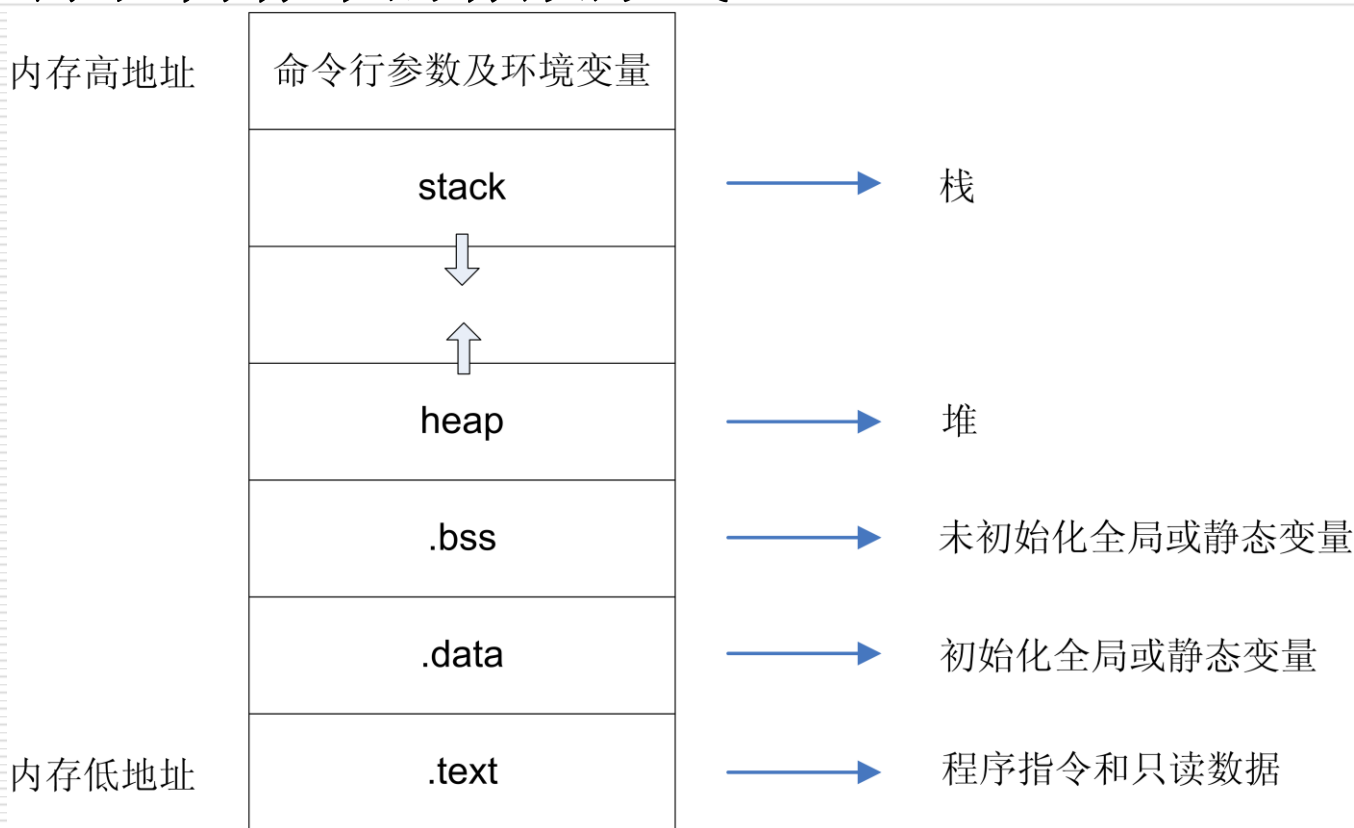 内存高地址
命令行参数及环境变量
stack
栈
heap
堆
.bss
未初始化全局或静态变量
.data
初始化全局或静态变量
内存低地址
.text
程序指令和只读数据